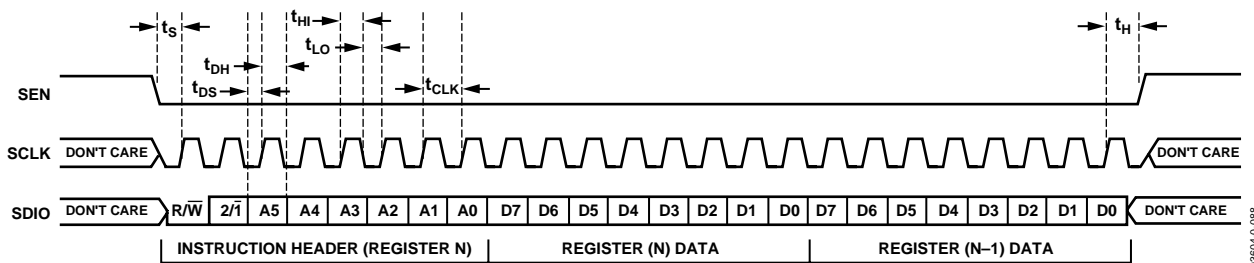 tS tHI tH
tLO
tDH
tDS tCLK
SEN
SCLK DON'T CARE DON'T CARE
SDIO DON'T CARE R/W̅ 2/1̅ A5 A4 A3 A2 A1 A0 D7 D6 D5 D4 D3 D2 D1 D0 D7 D6 D5 D4 D3 D2 D1 D0 DON'T CARE
INSTRUCTION HEADER (REGISTER N) REGISTER (N) DATA REGISTER (N–1) DATA